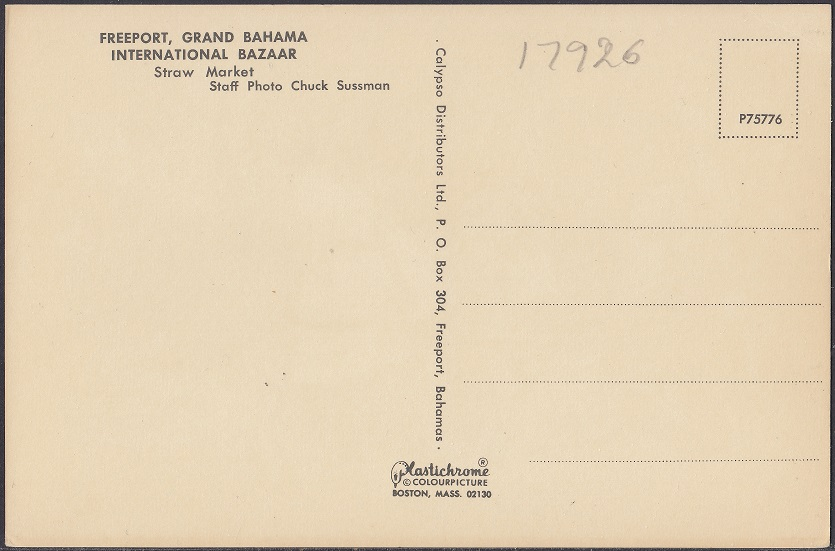 FREEPORT, GRAND BAHAMA
INTERNATIONAL BAZAAR
Straw Market
Staff Photo Chuck Sussman
· Calypso Distributors Ltd., P. O. Box 304, Freeport, Bahamas ·
17926
P75776
Plastichrome ®
© COLOURPICTURE
BOSTON, MASS. 02130